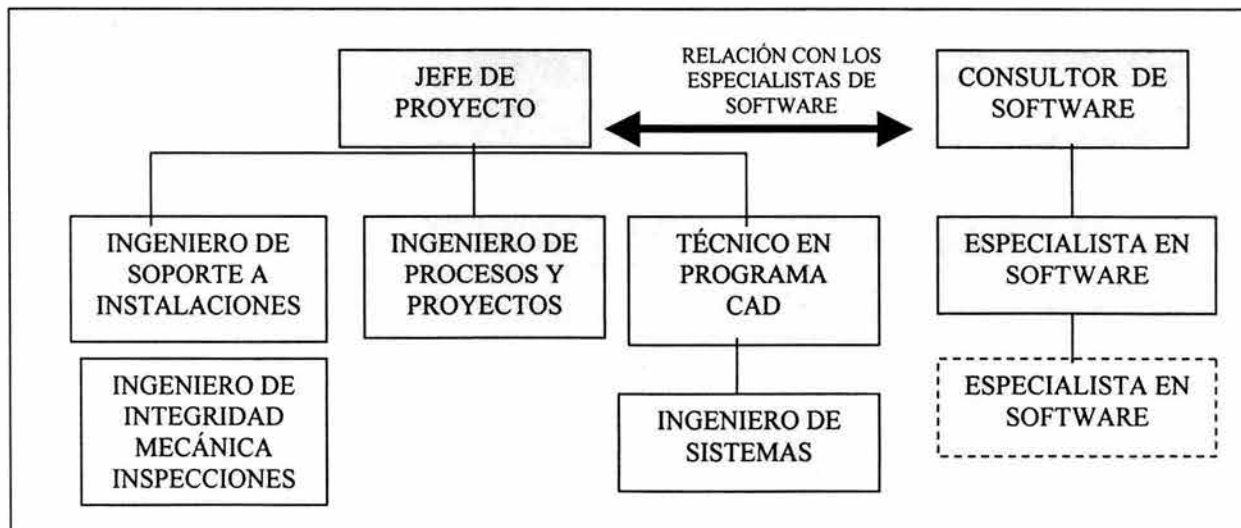 JEFE DE
PROYECTO
RELACIÓN CON LOS
ESPECIALISTAS DE
SOFTWARE
CONSULTOR DE
SOFTWARE
INGENIERO DE
SOPORTE A
INSTALACIONES
INGENIERO DE
PROCESOS Y
PROYECTOS
TÉCNICO EN
PROGRAMA
CAD
ESPECIALISTA EN
SOFTWARE
INGENIERO DE
INTEGRIDAD
MECÁNICA
INSPECCIONES
INGENIERO DE
SISTEMAS
ESPECIALISTA EN
SOFTWARE